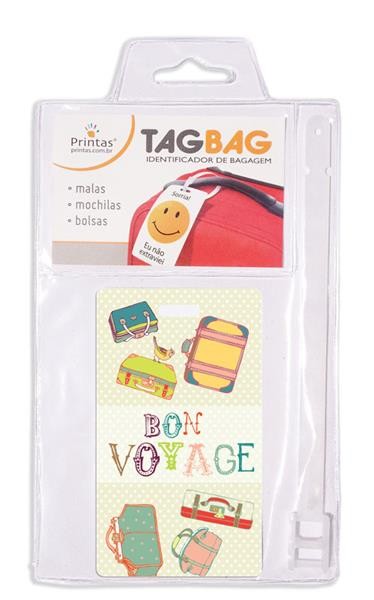 Printas®
printas.com.br
TAGBAG
IDENTIFICADOR DE BAGAGEM
• malas
• mochilas
• bolsas
Sorria!
Eu não
extraviei
BON
VOYAGE